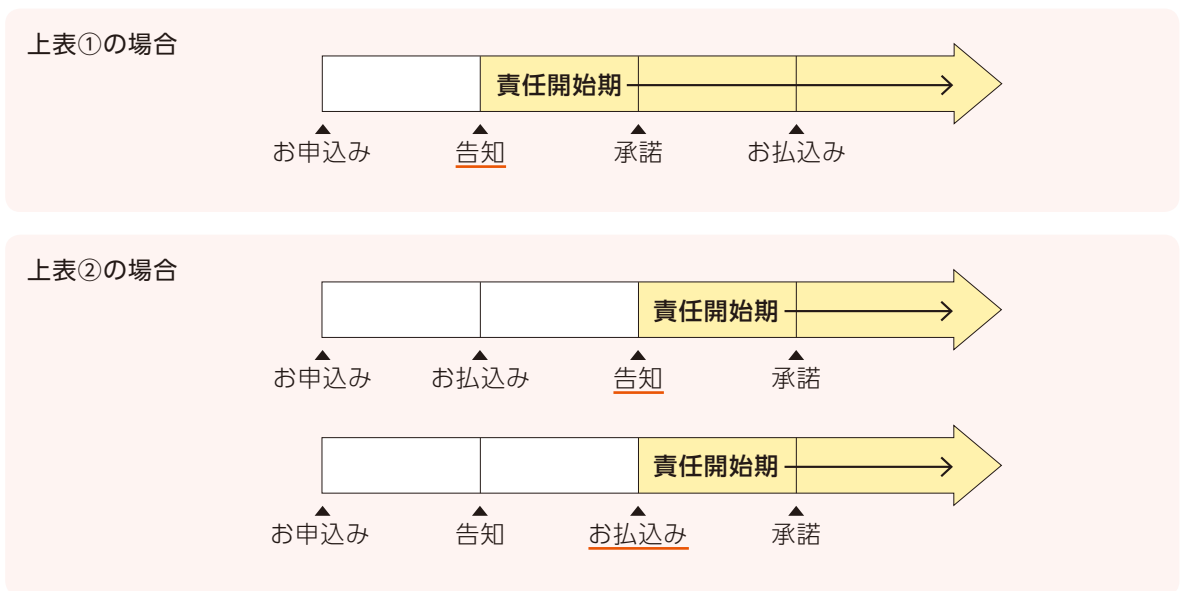 上表①の場合
責任開始期
お申込み 告知 承諾 お払込み
上表②の場合
責任開始期
お申込み お払込み 告知 承諾
責任開始期
お申込み 告知 お払込み 承諾